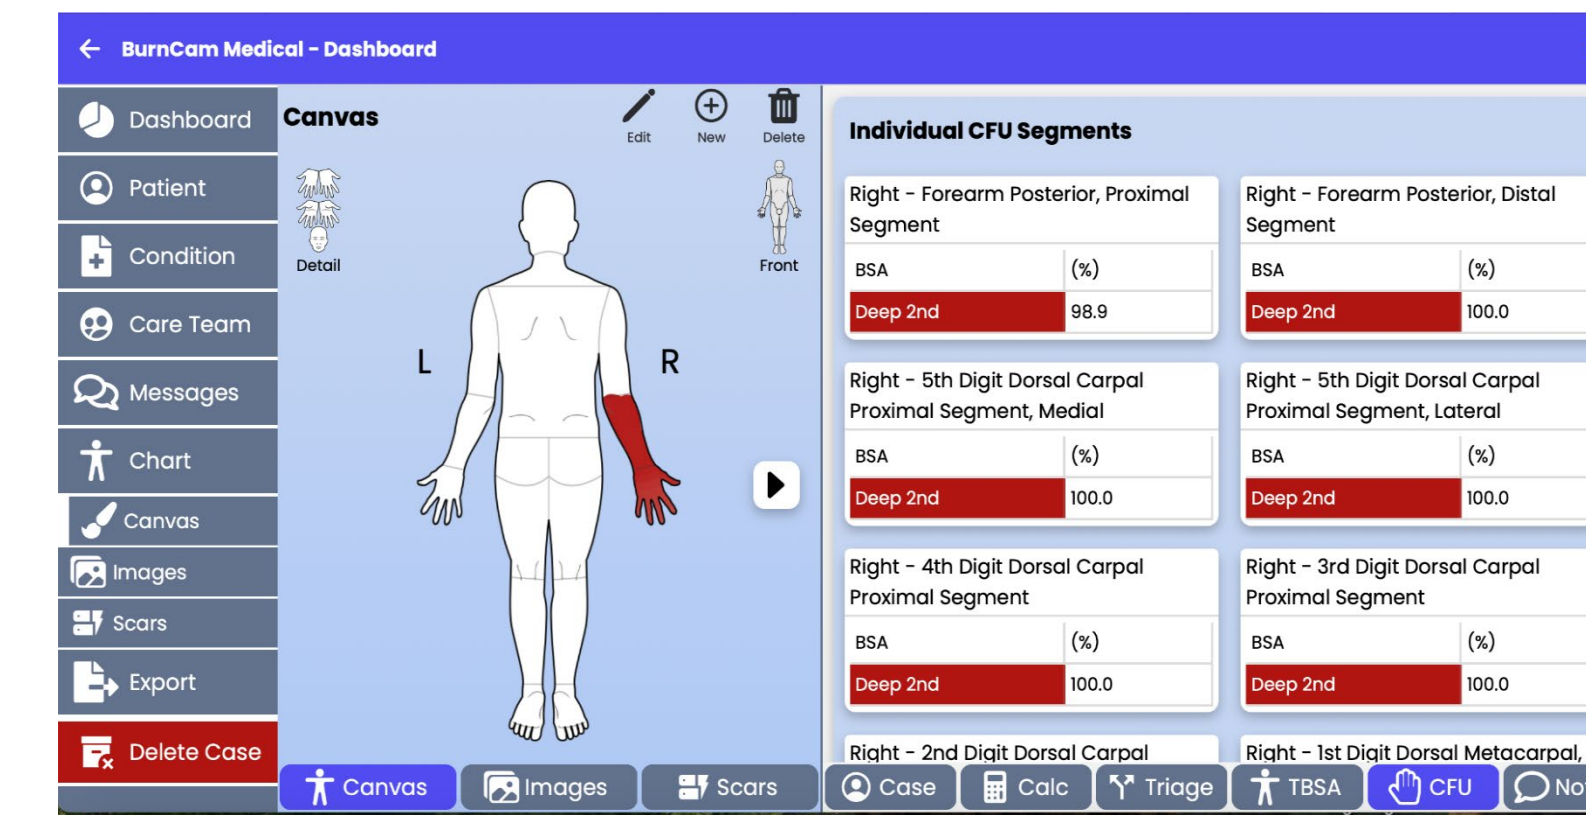 BurnCam Medical - Dashboard
Dashboard
Patient
Condition
Care Team
Messages
Chart
Canvas
Images
Scars
Export
Delete Case
Canvas
Edit
New
Delete
Detail
Front
L
R
Canvas
Images
Scars
Individual CFU Segments
Right - Forearm Posterior, Proximal
Segment
BSA (%)
Deep 2nd 98.9
Right - Forearm Posterior, Distal
Segment
BSA (%)
Deep 2nd 100.0
Right - 5th Digit Dorsal Carpal
Proximal Segment, Medial
BSA (%)
Deep 2nd 100.0
Right - 5th Digit Dorsal Carpal
Proximal Segment, Lateral
BSA (%)
Deep 2nd 100.0
Right - 4th Digit Dorsal Carpal
Proximal Segment
BSA (%)
Deep 2nd 100.0
Right - 3rd Digit Dorsal Carpal
Proximal Segment
BSA (%)
Deep 2nd 100.0
Right - 2nd Digit Dorsal Carpal
Right - 1st Digit Dorsal Metacarpal,
Case
Calc
Triage
TBSA
CFU